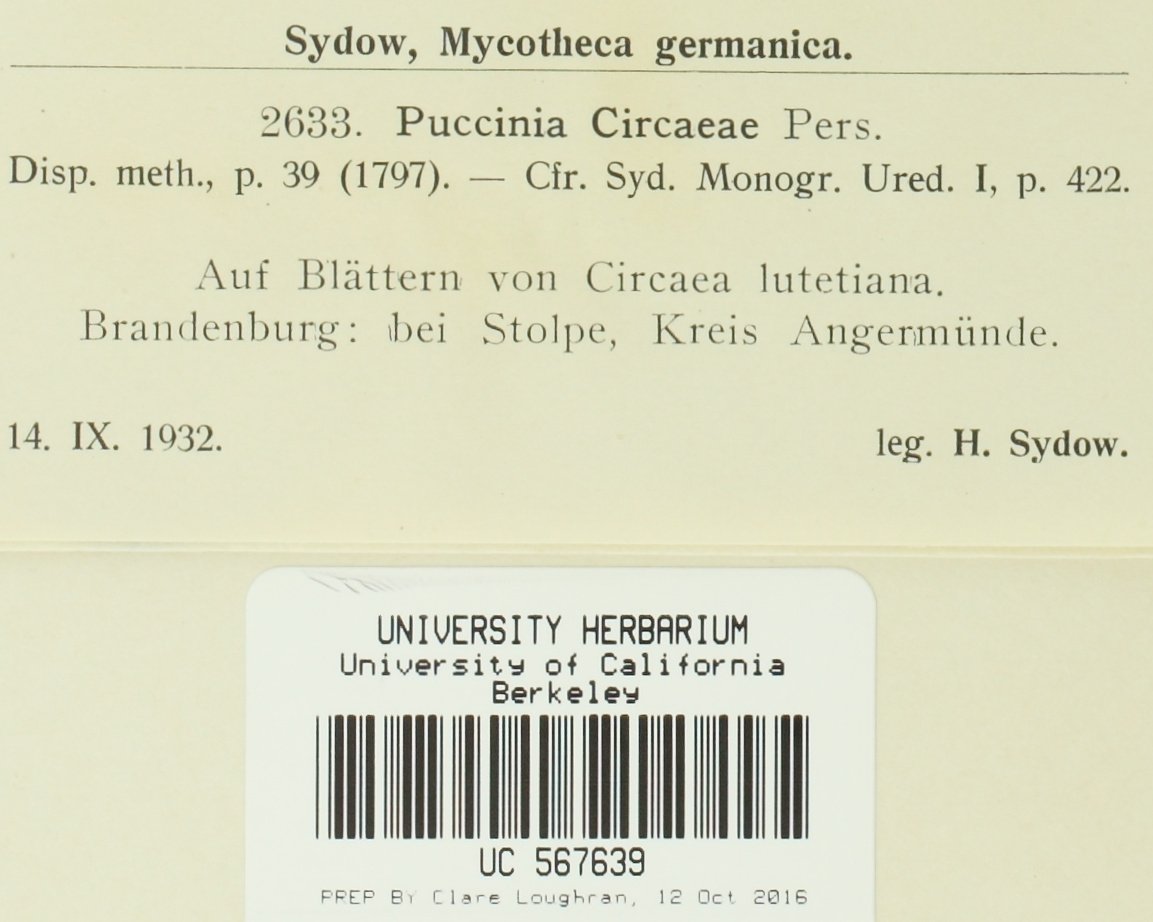 Sydow, Mycotheca germanica.
2633. Puccinia Circaeae Pers.
Disp. meth., p. 39 (1797). — Cfr. Syd. Monogr. Ured. I, p. 422.
Auf Blättern von Circaea lutetiana.
Brandenburg: bei Stolpe, Kreis Angermünde.
14. IX. 1932. leg. H. Sydow.
UNIVERSITY HERBARIUM
University of California
Berkeley
UC 567639
PREP BY Clare Loughran, 12 Oct 2016